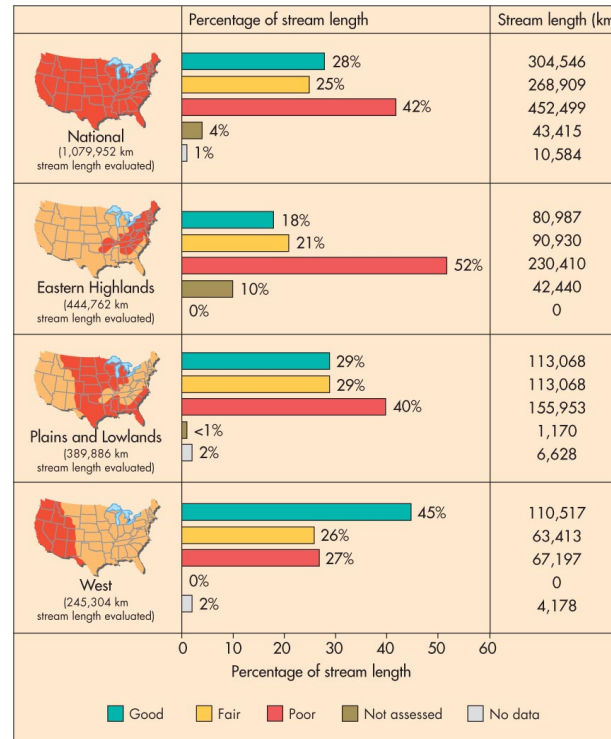 Percentage of stream length
Stream length (km
National
(1,079,952 km
stream length evaluated)
28%
25%
42%
4%
1%
304,546
268,909
452,499
43,415
10,584
Eastern Highlands
(444,762 km
stream length evaluated)
18%
21%
52%
10%
0%
80,987
90,930
230,410
42,440
0
Plains and Lowlands
(389,886 km
stream length evaluated)
29%
29%
40%
<1%
2%
113,068
113,068
155,953
1,170
6,628
West
(245,304 km
stream length evaluated)
45%
26%
27%
0%
2%
110,517
63,413
67,197
0
4,178
0 10 20 30 40 50 60
Percentage of stream length
Good Fair Poor Not assessed No data